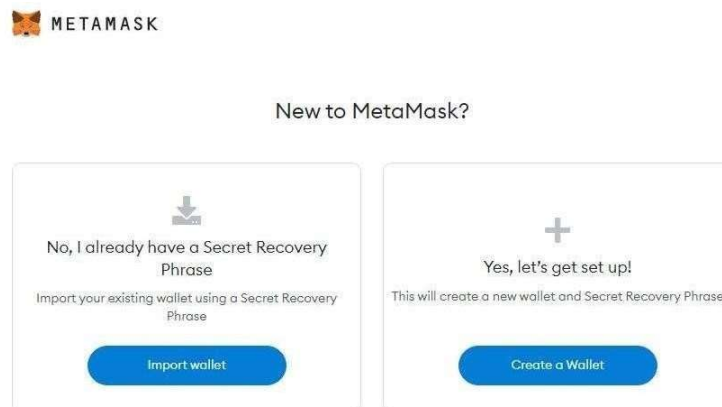 METAMASK
New to MetaMask?
No, I already have a Secret Recovery
Phrase
Import your existing wallet using a Secret Recovery
Phrase
Import wallet
Yes, let's get set up!
This will create a new wallet and Secret Recovery Phrase
Create a Wallet